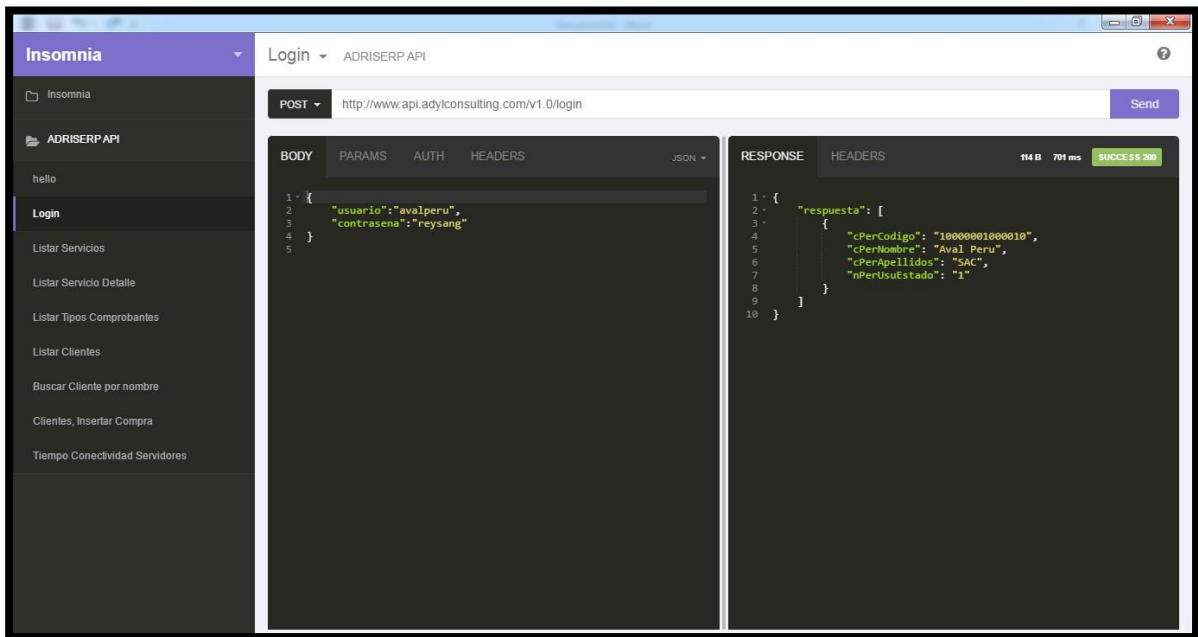 Insomnia
Login ADRISERP API
Insomnia
ADRISERP API
hello
Login
Listar Servicios
Listar Servicio Detalle
Listar Tipos Comprobantes
Listar Clientes
Buscar Cliente por nombre
Clientes, Insertar Compra
Tiempo Conectividad Servidores
POST http://www.api.adylconsulting.com/v1.0/login Send
BODY PARAMS AUTH HEADERS JSON
1 {
2 "usuario":"avalperu",
3 "contrasena":"reysang"
4 }
5
RESPONSE HEADERS 114 B 701 ms SUCCESS 200
1 {
2 "respuesta": [
3 {
4 "cPerCodigo": "10000001000010",
5 "cPerNombre": "Aval Peru",
6 "cPerApellidos": "SAC",
7 "nPerUsuEstado": "1"
8 }
9 ]
10 }